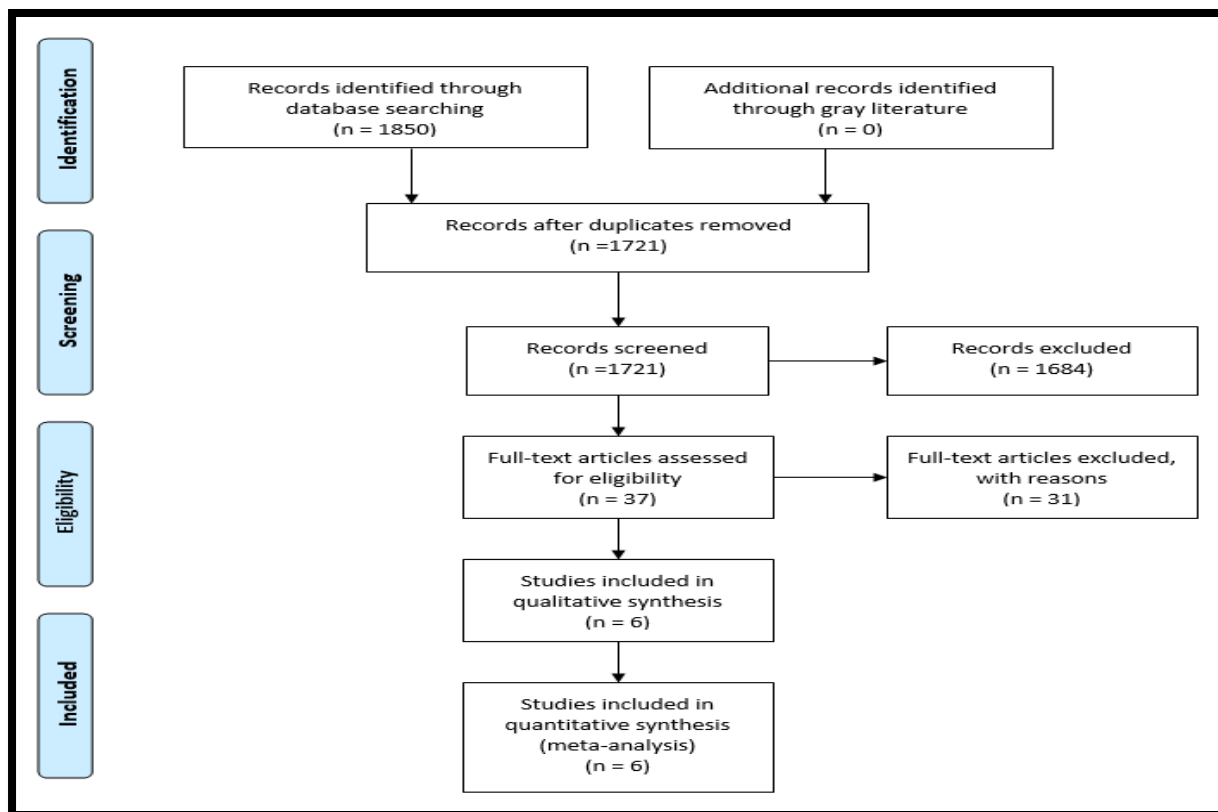 Identification
Records identified through
database searching
(n = 1850)
Additional records identified
through gray literature
(n = 0)
Records after duplicates removed
(n =1721)
Screening
Records screened
(n =1721)
Records excluded
(n = 1684)
Eligibility
Full-text articles assessed
for eligibility
(n = 37)
Full-text articles excluded,
with reasons
(n = 31)
Studies included in
qualitative synthesis
(n = 6)
Included
Studies included in
quantitative synthesis
(meta-analysis)
(n = 6)